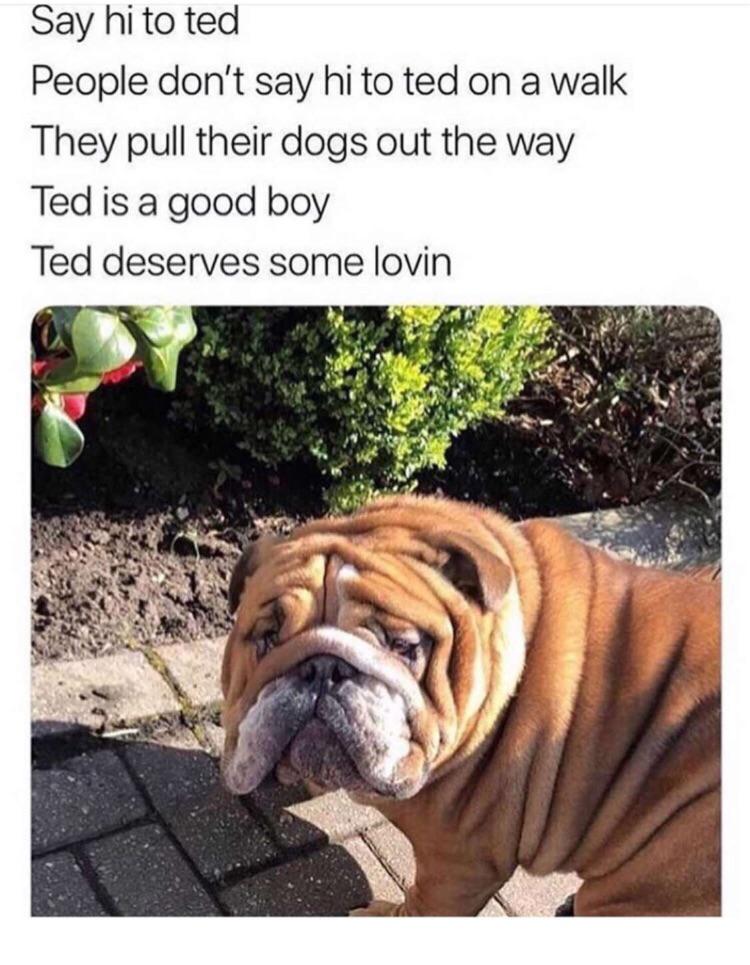 Say hi to ted
People don't say hi to ted on a walk
They pull their dogs out the way
Ted is a good boy
Ted deserves some lovin